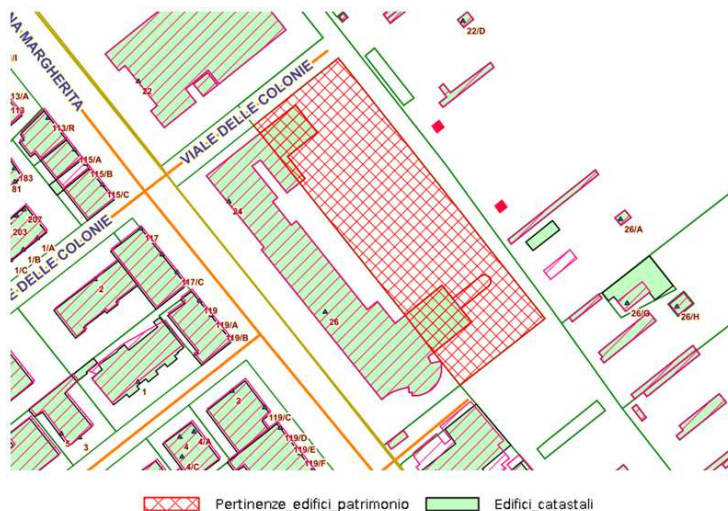 NA MARGHERITA
22/D
22
VIALE DELLE COLONIE
13/A
113
113/R
115/A
115/B
115/C
183
81
207
203
1/A
1/B
1/C
E DELLE COLONIE
24
26/A
117
117/C
2
119
119/A
119/B
26
26/G
26/H
1
2
119/C
119/D
119/E
119/F
5
3
4
4/A
4/C
Pertinenze_edifici_patrimonio
Edifici_catastali